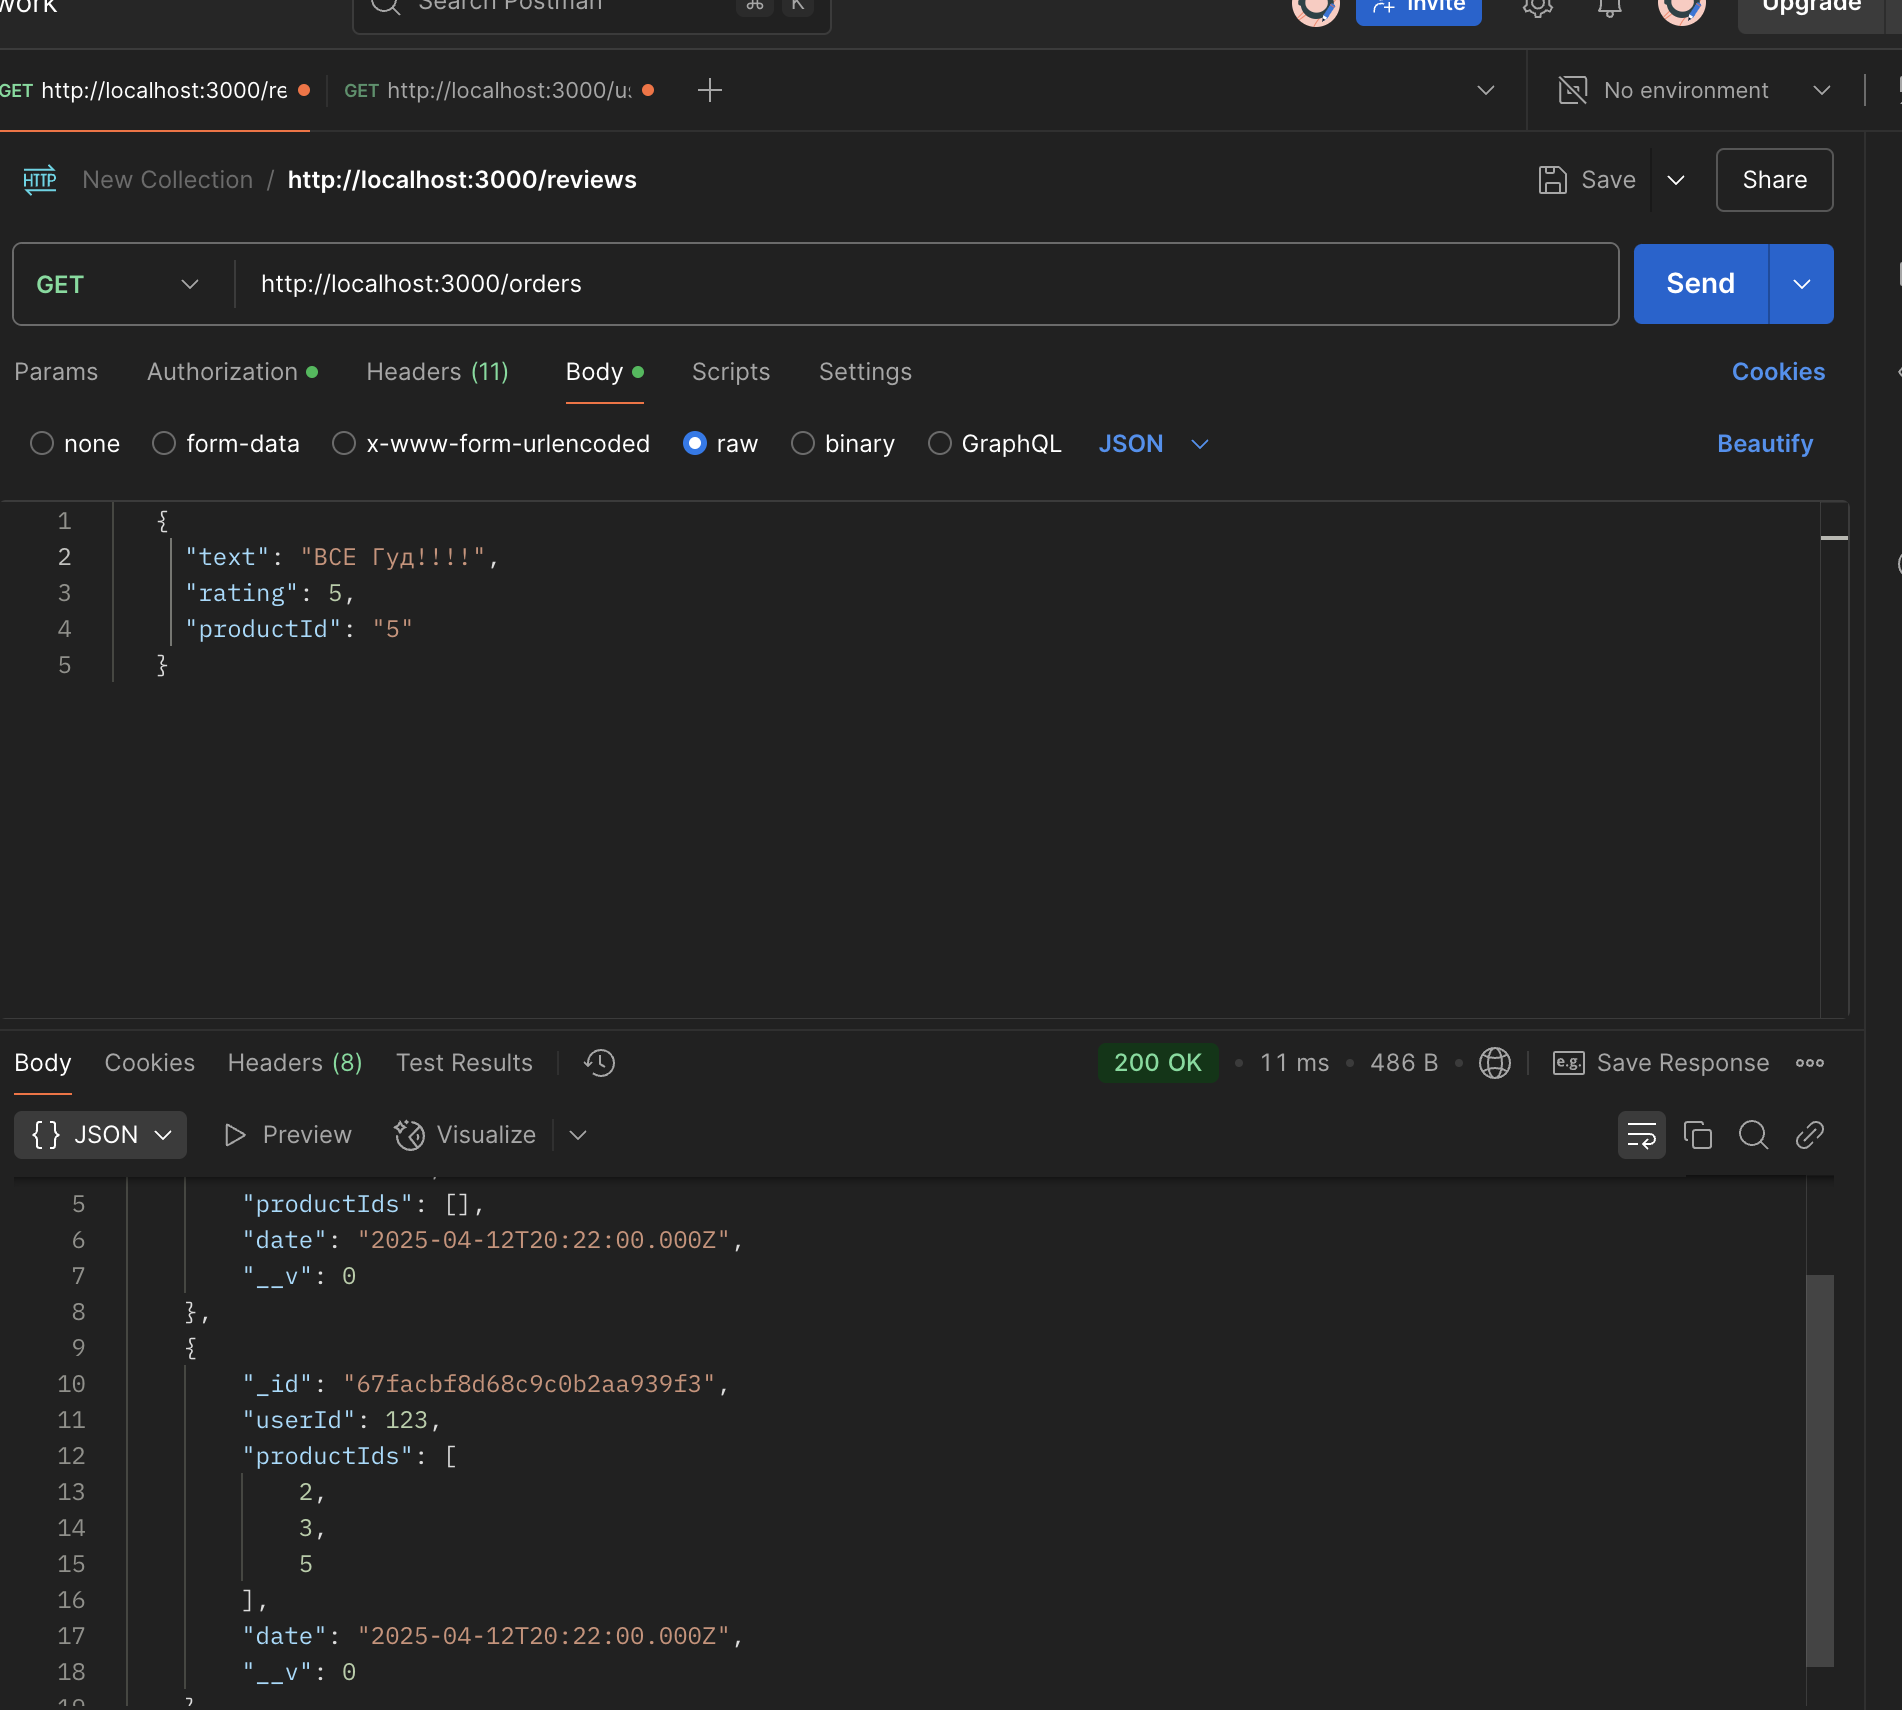 work
Search Postman
⌘ K
Invite
Upgrade
GET http://localhost:3000/re
GET http://localhost:3000/u
No environment
HTTP New Collection / http://localhost:3000/reviews
Save
Share
GET
http://localhost:3000/orders
Send
Params Authorization Headers (11) Body Scripts Settings Cookies
none form-data x-www-form-urlencoded raw binary GraphQL JSON Beautify
1 {
2 "text": "ВСЕ Гуд!!!!",
3 "rating": 5,
4 "productId": "5"
5 }
Body Cookies Headers (8) Test Results
200 OK • 11 ms • 486 B • e.g. Save Response
{} JSON Preview Visualize
5 "productIds": [],
6 "date": "2025-04-12T20:22:00.000Z",
7 "__v": 0
8 },
9 {
10 "_id": "67facbf8d68c9c0b2aa939f3",
11 "userId": 123,
12 "productIds": [
13 2,
14 3,
15 5
16 ],
17 "date": "2025-04-12T20:22:00.000Z",
18 "__v": 0
19 }